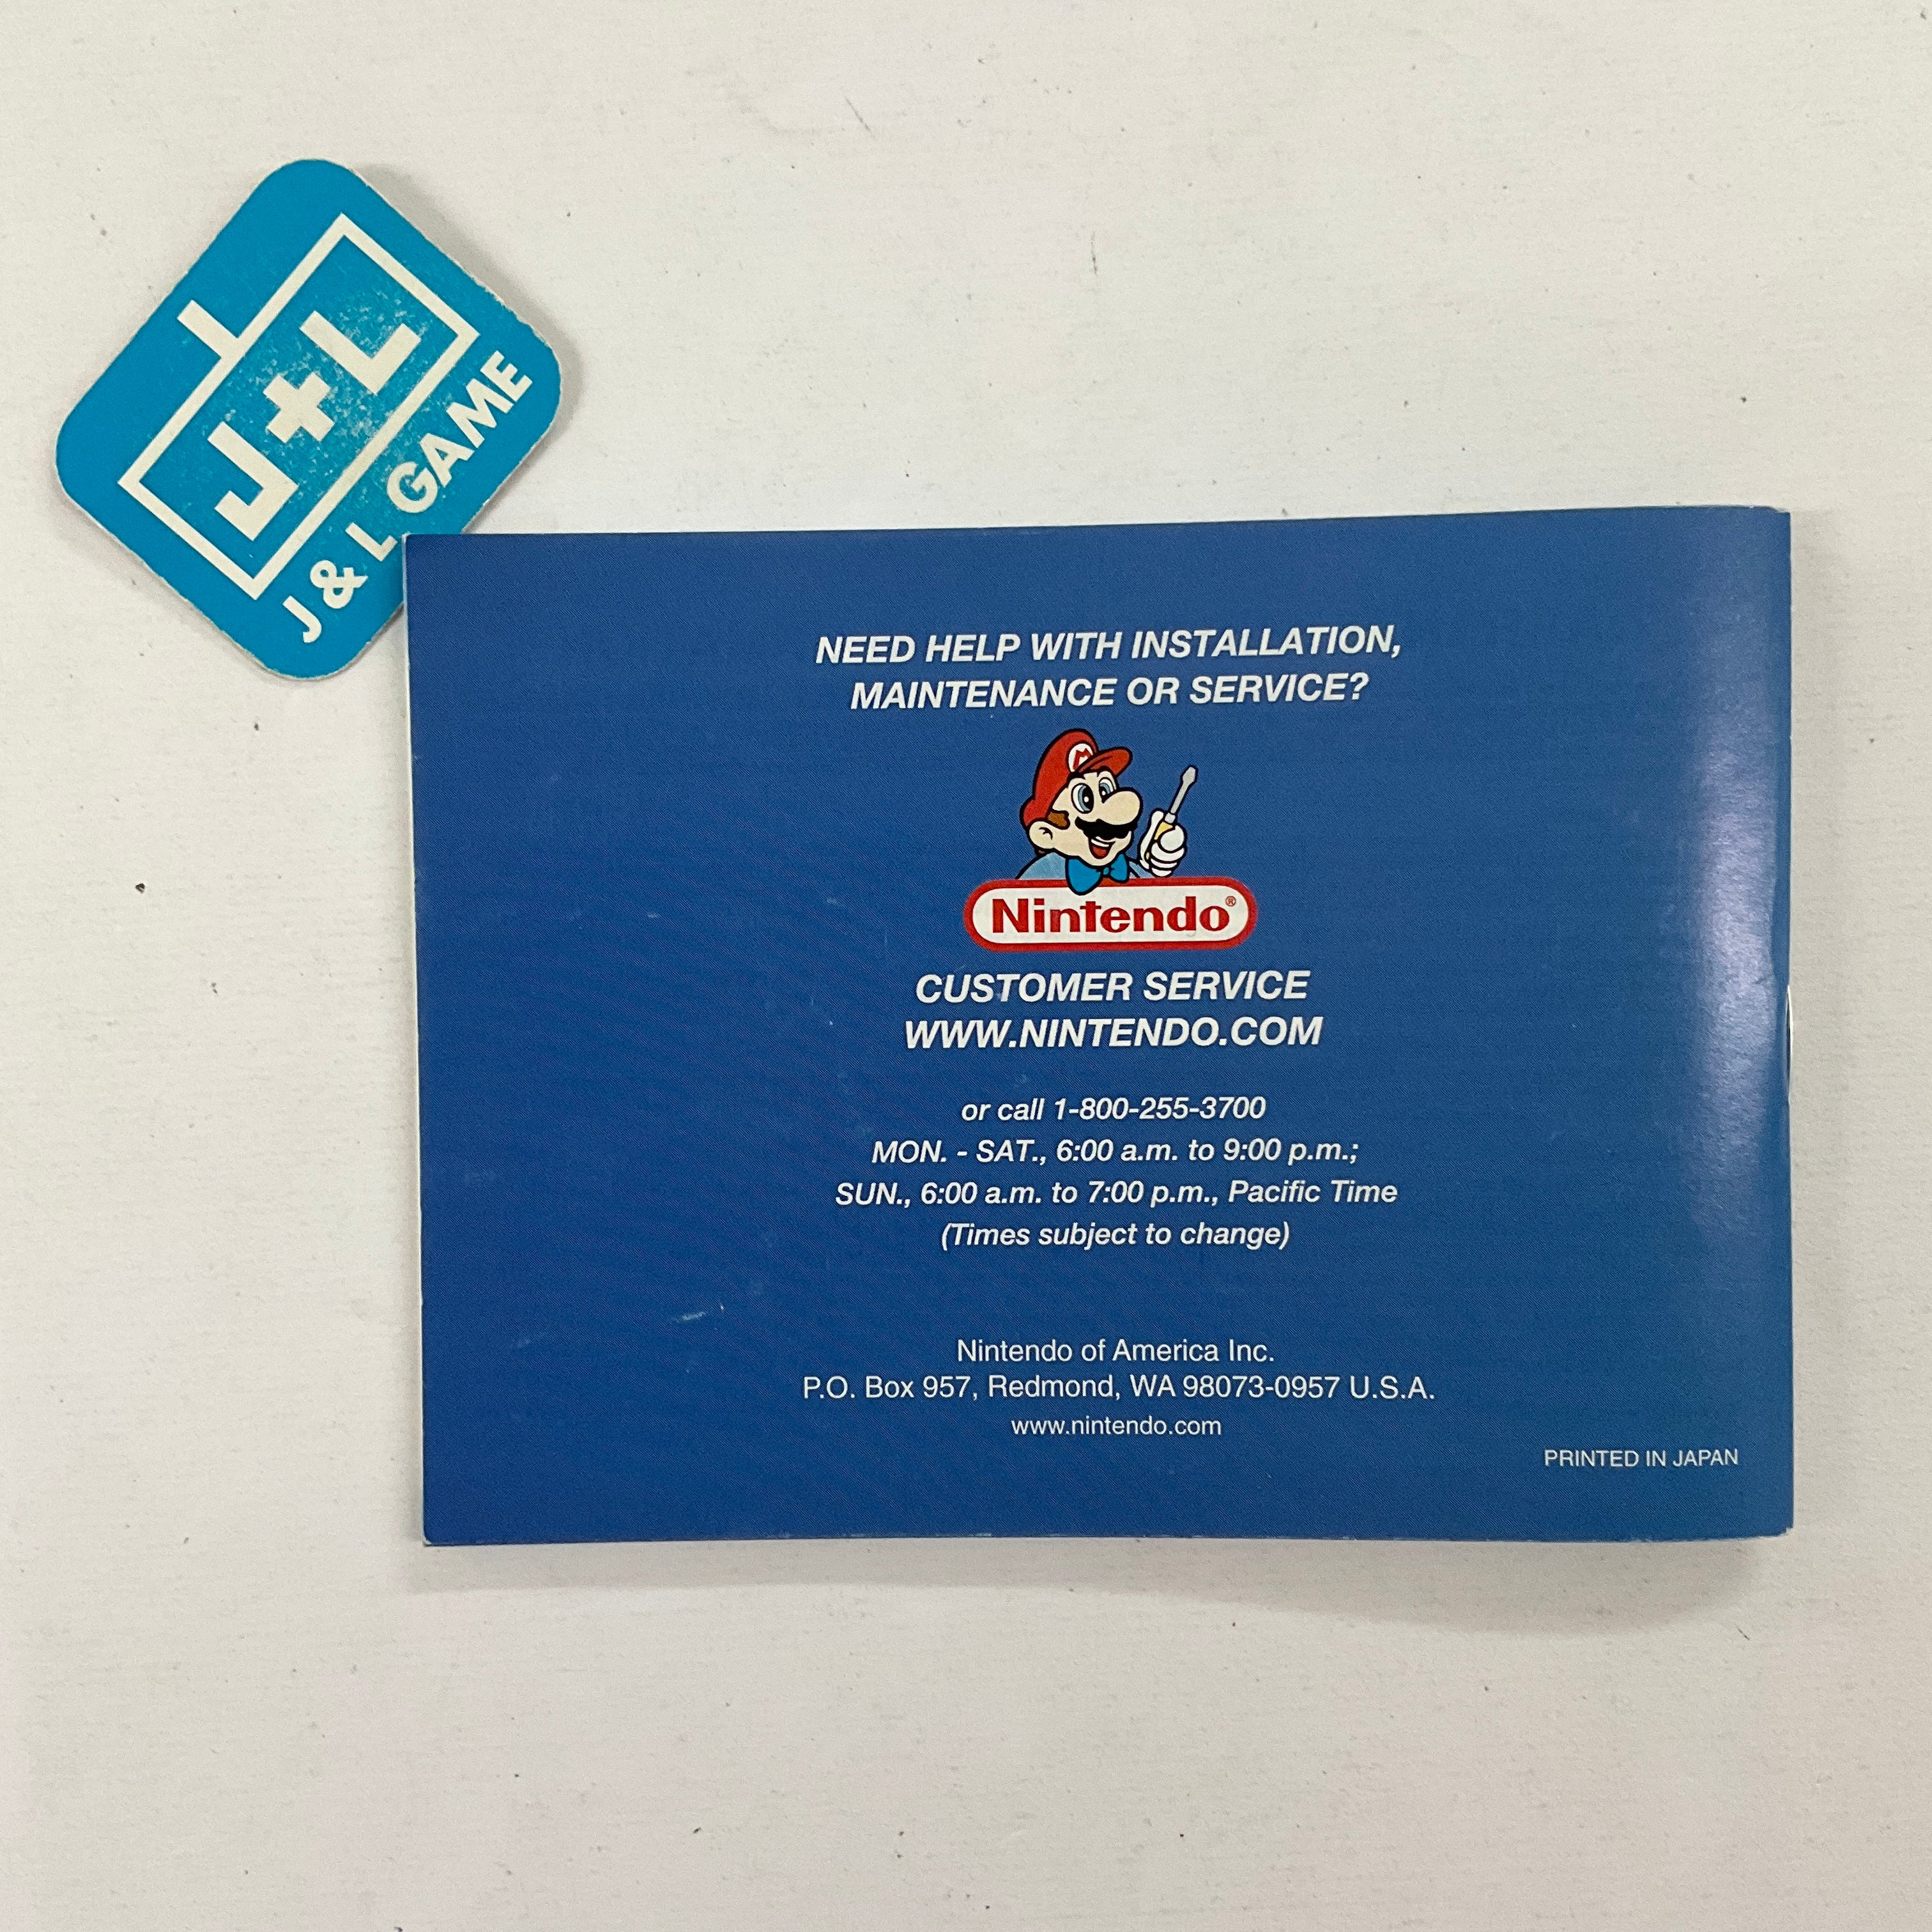 J+L
J & L GAME
NEED HELP WITH INSTALLATION,
MAINTENANCE OR SERVICE?
M
Nintendo®
CUSTOMER SERVICE
WWW.NINTENDO.COM
or call 1-800-255-3700
MON. - SAT., 6:00 a.m. to 9:00 p.m.;
SUN., 6:00 a.m. to 7:00 p.m., Pacific Time
(Times subject to change)
Nintendo of America Inc.
P.O. Box 957, Redmond, WA 98073-0957 U.S.A.
www.nintendo.com
PRINTED IN JAPAN